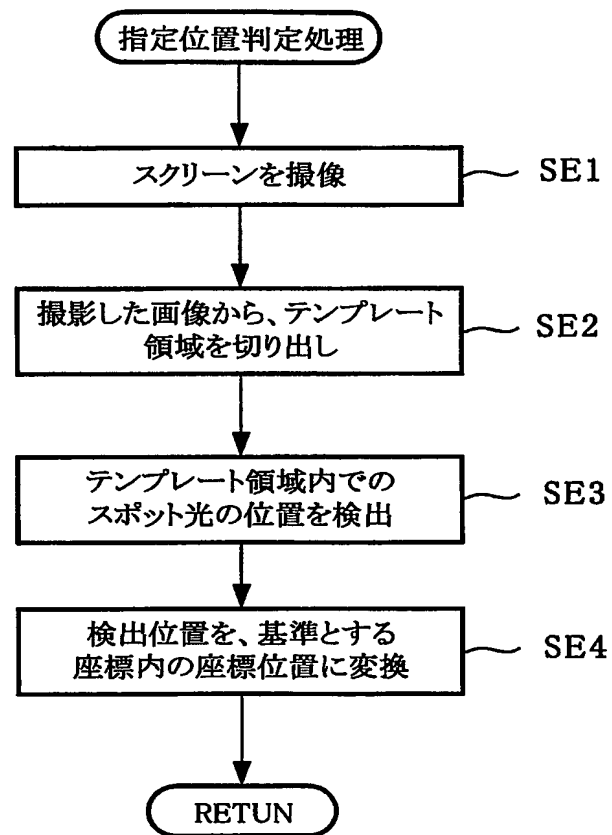 指定位置判定処理
スクリーンを撮像
SE1
撮影した画像から、テンプレート
領域を切り出し
SE2
テンプレート領域内での
スポット光の位置を検出
SE3
検出位置を、基準とする
座標内の座標位置に変換
SE4
RETUN